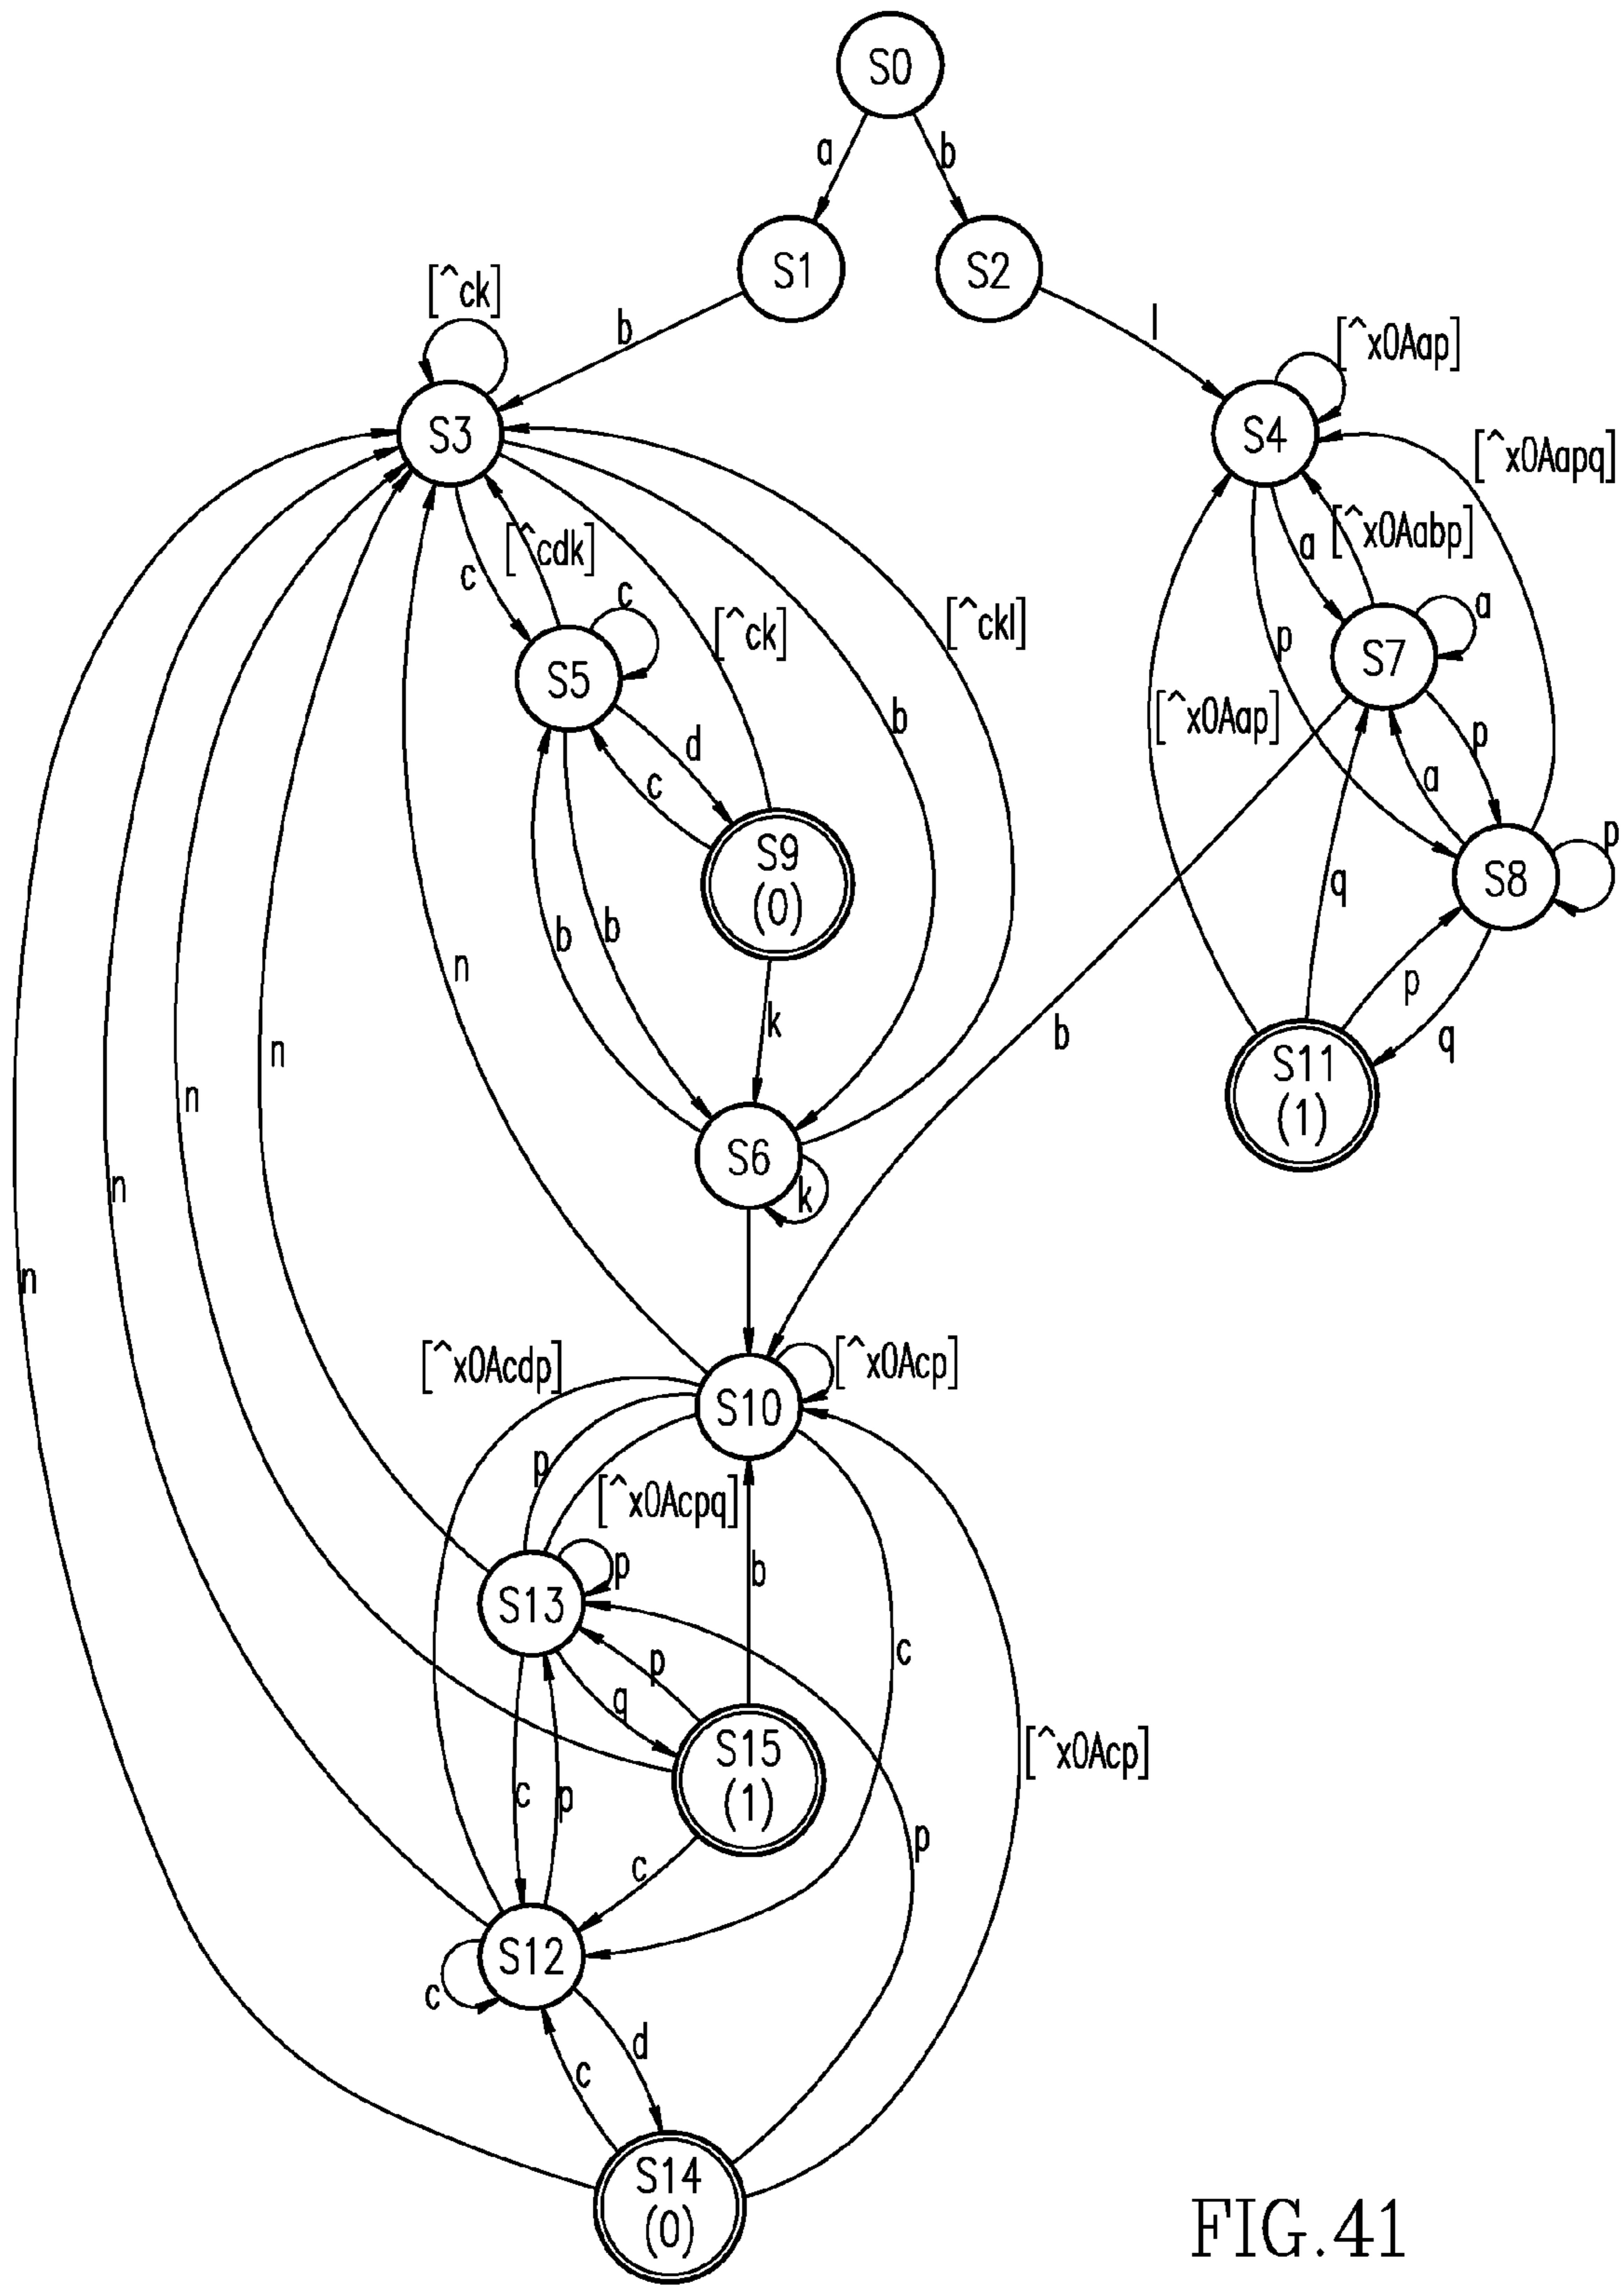 S0
a
b
S1
S2
[^ck]
b
l
[^x0Aap]
S3
S4
[^x0Aapq]
[^cdk]
a
[^x0Aabp]
c
c
[^ck]
[^ckl]
a
p
S7
S5
[^x0Aap]
b
d
p
c
a
p
S9
(0)
S8
q
b
b
n
p
k
b
q
n
S11
(1)
n
S6
n
k
n
[^x0Acdp]
[^x0Acp]
S10
p
[^x0Acpq]
p
b
S13
c
p
q
S15
(1)
[^x0Acp]
c
p
p
c
S12
c
d
c
S14
(0)
FIG.41